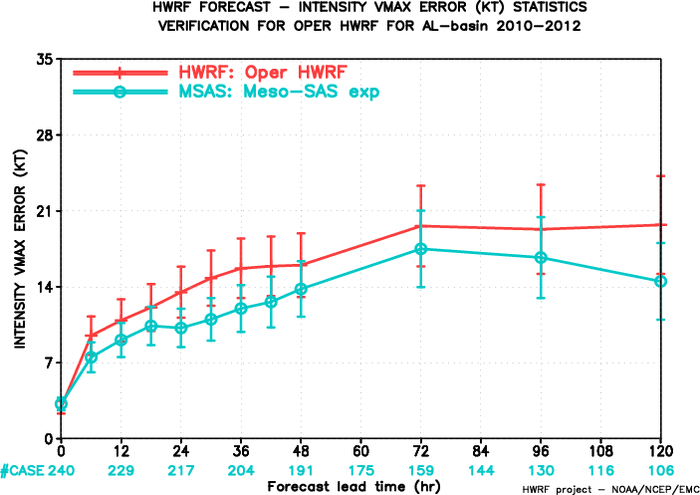 HWRF FORECAST – INTENSITY VMAX ERROR (KT) STATISTICS
VERIFICATION FOR OPER HWRF FOR AL–basin 2010–2012
HWRF: Oper HWRF
MSAS: Meso–SAS exp
INTENSITY VMAX ERROR (KT)
35
28
21
14
7
0
0 12 24 36 48 60 72 84 96 108 120
#CASE 240 229 217 204 191 175 159 144 130 116 106
Forecast lead time (hr)
HWRF project – NOAA/NCEP/EMC